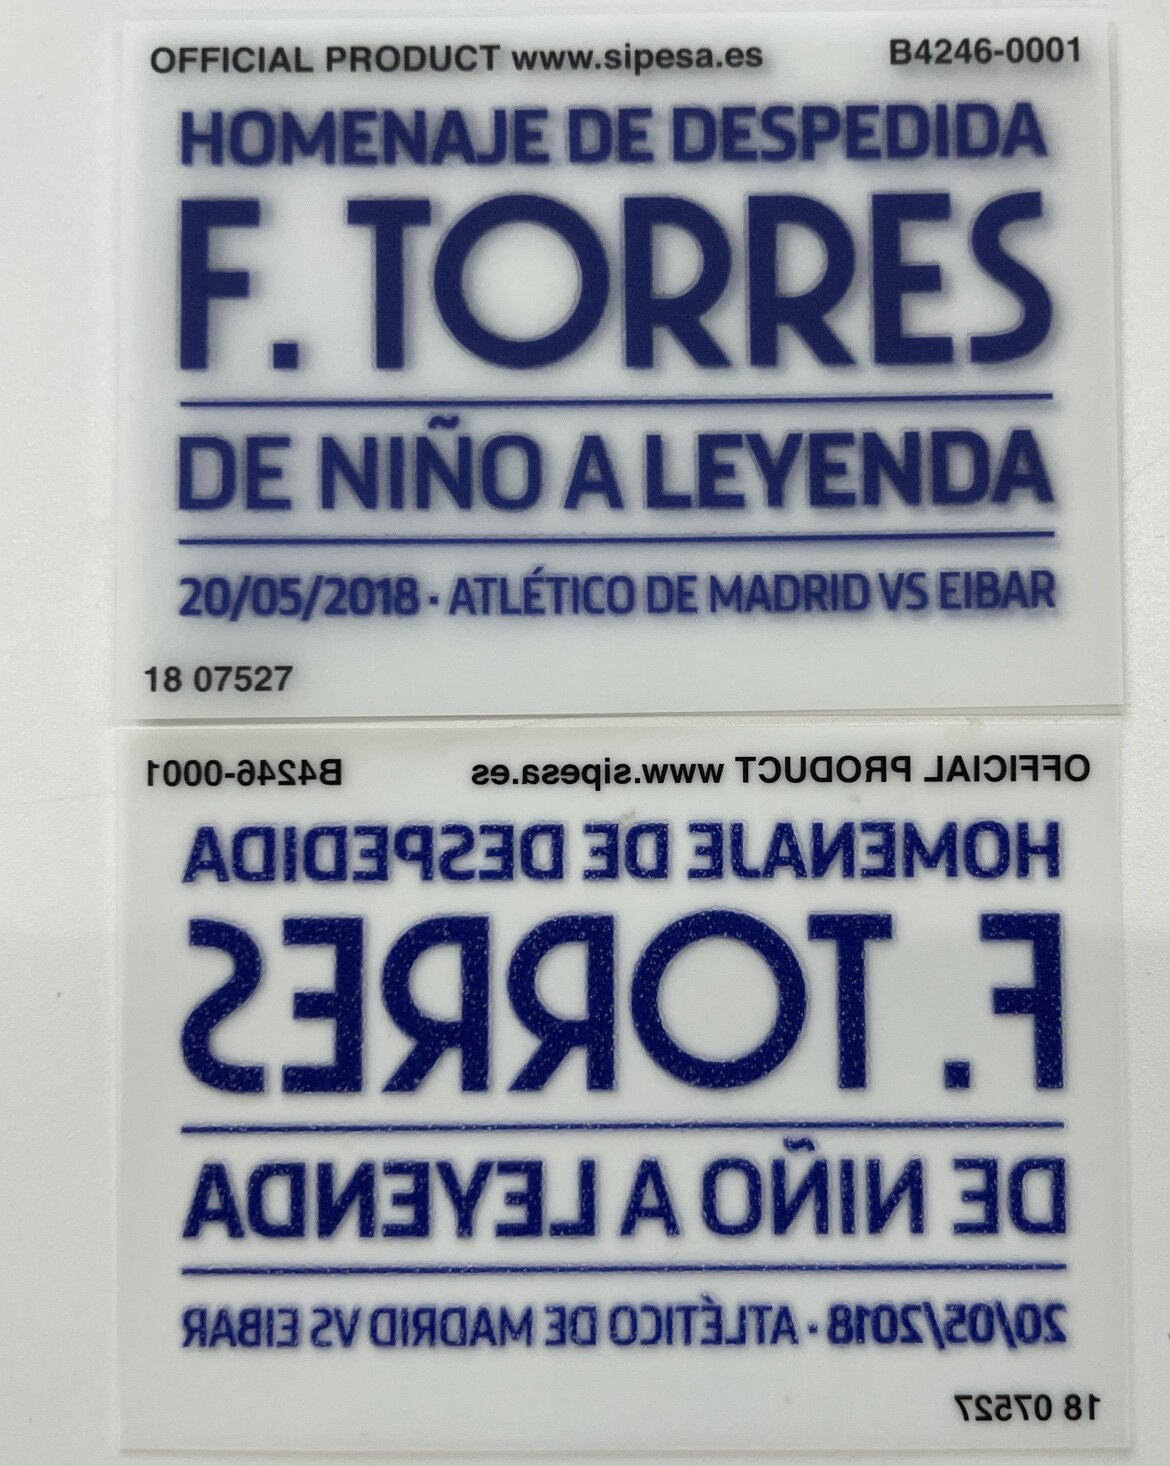 OFFICIAL PRODUCT www.sipesa.es B4246-0001
HOMENAJE DE DESPEDIDA
F. TORRES
DE NIÑO A LEYENDA
20/05/2018 · ATLÉTICO DE MADRID VS EIBAR
18 07527
OFFICIAL PRODUCT www.sipesa.es B4246-0001
HOMENAJE DE DESPEDIDA
F. TORRES
DE NIÑO A LEYENDA
20/05/2018 · ATLÉTICO DE MADRID VS EIBAR
18 07527